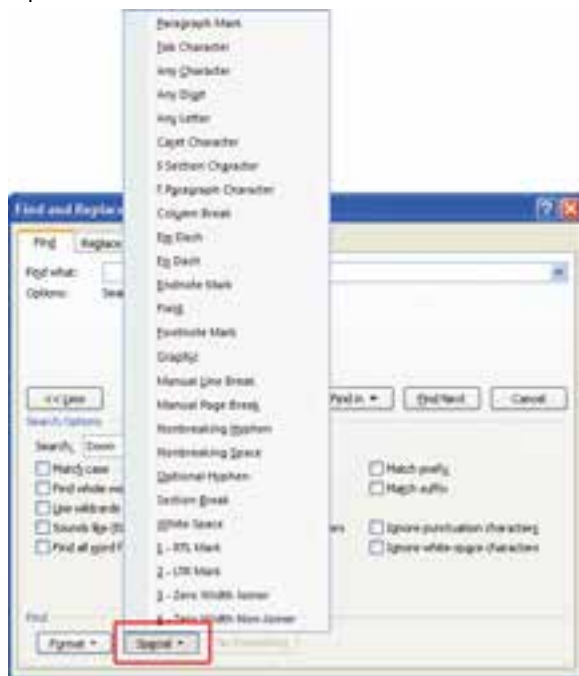 Paragraph Mark
Tab Character
Any Character
Any Digit
Any Letter
Caret Character
§ Section Character
¶ Paragraph Character
Column Break
Em Dash
En Dash
Endnote Mark
Field
Footnote Mark
Graphic
Manual Line Break
Manual Page Break
Nonbreaking Hyphen
Nonbreaking Space
Optional Hyphen
Section Break
White Space
1 - RTL Mark
2 - LTR Mark
3 - Zero Width Joiner
4 - Zero Width Non-Joiner
Find and Replace
Find Replace
Find what:
Options:
<< Less Find in Find Next Cancel
Search Options
Search: Down
Match case Match prefix
Find whole Match suffix
Use wildcards
Sounds like Ignore punctuation characters
Find all word Ignore white-space characters
Find
Format Special